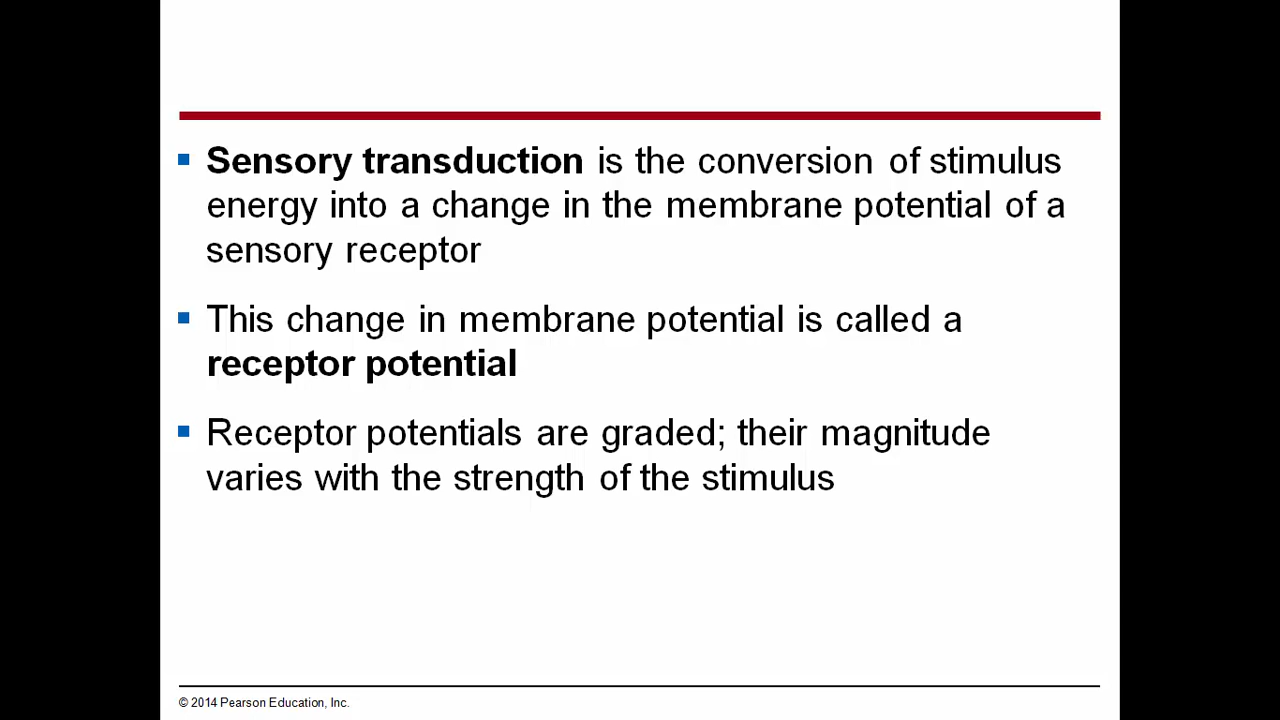 Sensory transduction is the conversion of stimulus
energy into a change in the membrane potential of a
sensory receptor
This change in membrane potential is called a
receptor potential
Receptor potentials are graded; their magnitude
varies with the strength of the stimulus
© 2014 Pearson Education, Inc.